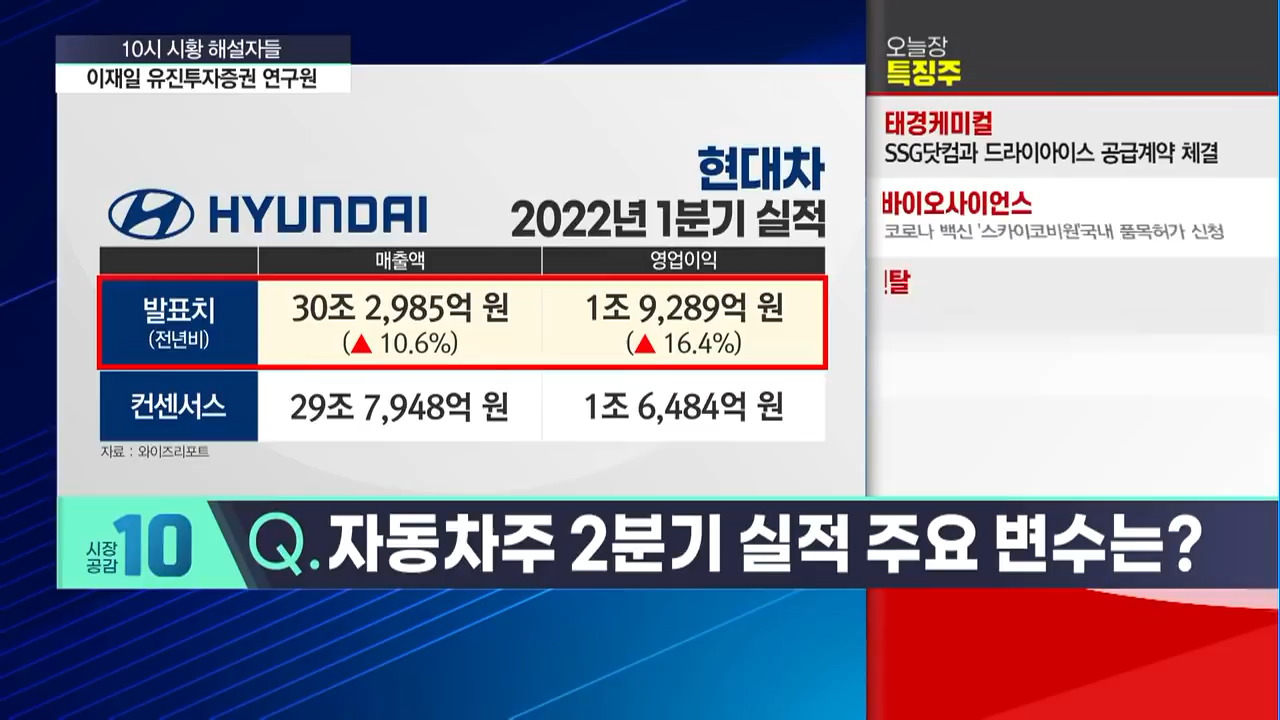 10시 시황 해설자들
이재일 유진투자증권 연구원
HYUNDAI
현대차
2022년 1분기 실적
매출액 영업이익
발표치 30조 2,985억 원 1조 9,289억 원
(전년비) (▲ 10.6%) (▲ 16.4%)
컨센서스 29조 7,948억 원 1조 6,484억 원
자료 : 와이즈리포트
오늘장
특징주
태경케미컬
SSG닷컴과 드라이아이스 공급계약 체결
바이오사이언스
코로나 백신 '스카이코비원'국내 품목허가 신청
탈
시장
공감
10
Q.자동차주 2분기 실적 주요 변수는?